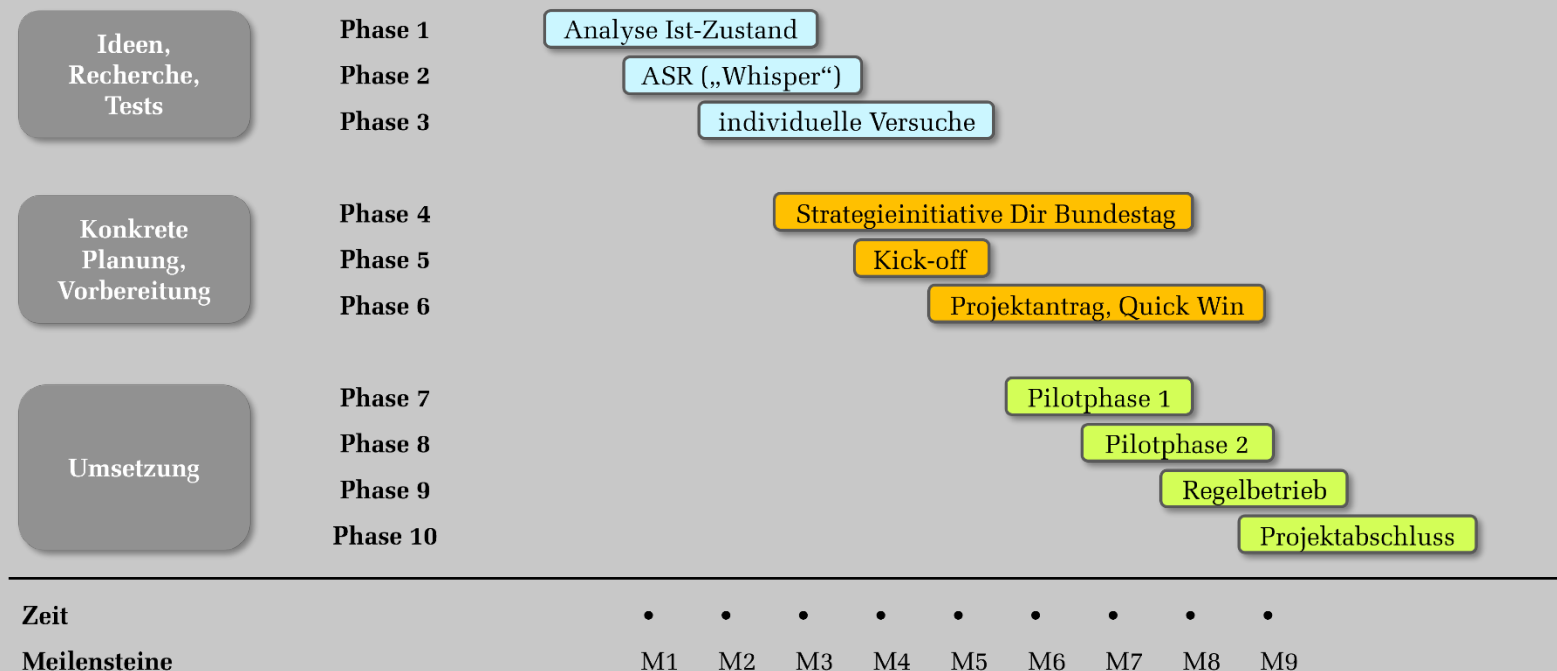 Ideen,
Recherche,
Tests
Phase 1 Analyse Ist-Zustand
Phase 2 ASR („Whisper“)
Phase 3 individuelle Versuche
Konkrete
Planung,
Vorbereitung
Phase 4 Strategieinitiative Dir Bundestag
Phase 5 Kick-off
Phase 6 Projektantrag, Quick Win
Umsetzung
Phase 7 Pilotphase 1
Phase 8 Pilotphase 2
Phase 9 Regelbetrieb
Phase 10 Projektabschluss
Zeit • • • • • • • • •
Meilensteine M1 M2 M3 M4 M5 M6 M7 M8 M9